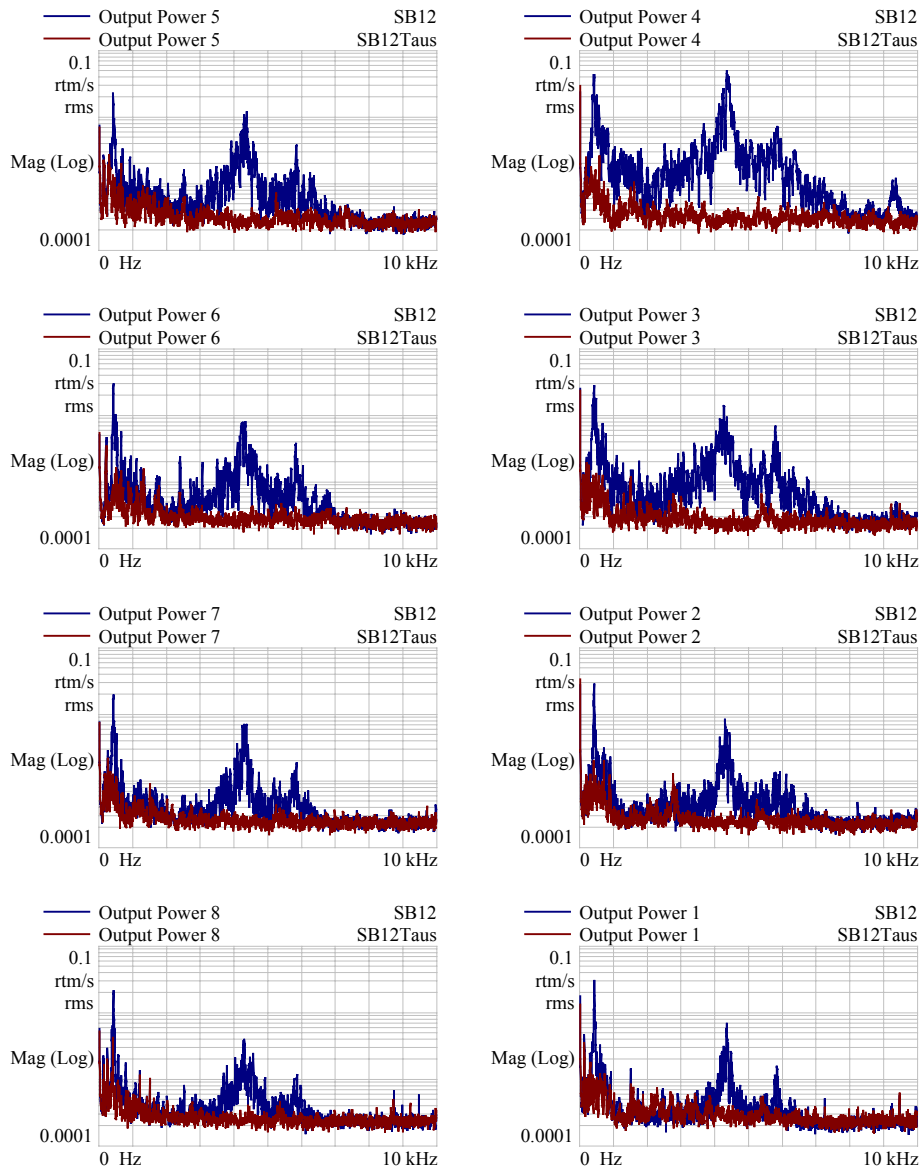 Output Power 5 SB12
Output Power 5 SB12Taus
0.1
rtm/s
rms
Mag (Log)
0.0001
0 Hz 10 kHz
Output Power 4 SB12
Output Power 4 SB12Taus
0.1
rtm/s
rms
Mag (Log)
0.0001
0 Hz 10 kHz
Output Power 6 SB12
Output Power 6 SB12Taus
0.1
rtm/s
rms
Mag (Log)
0.0001
0 Hz 10 kHz
Output Power 3 SB12
Output Power 3 SB12Taus
0.1
rtm/s
rms
Mag (Log)
0.0001
0 Hz 10 kHz
Output Power 7 SB12
Output Power 7 SB12Taus
0.1
rtm/s
rms
Mag (Log)
0.0001
0 Hz 10 kHz
Output Power 2 SB12
Output Power 2 SB12Taus
0.1
rtm/s
rms
Mag (Log)
0.0001
0 Hz 10 kHz
Output Power 8 SB12
Output Power 8 SB12Taus
0.1
rtm/s
rms
Mag (Log)
0.0001
0 Hz 10 kHz
Output Power 1 SB12
Output Power 1 SB12Taus
0.1
rtm/s
rms
Mag (Log)
0.0001
0 Hz 10 kHz